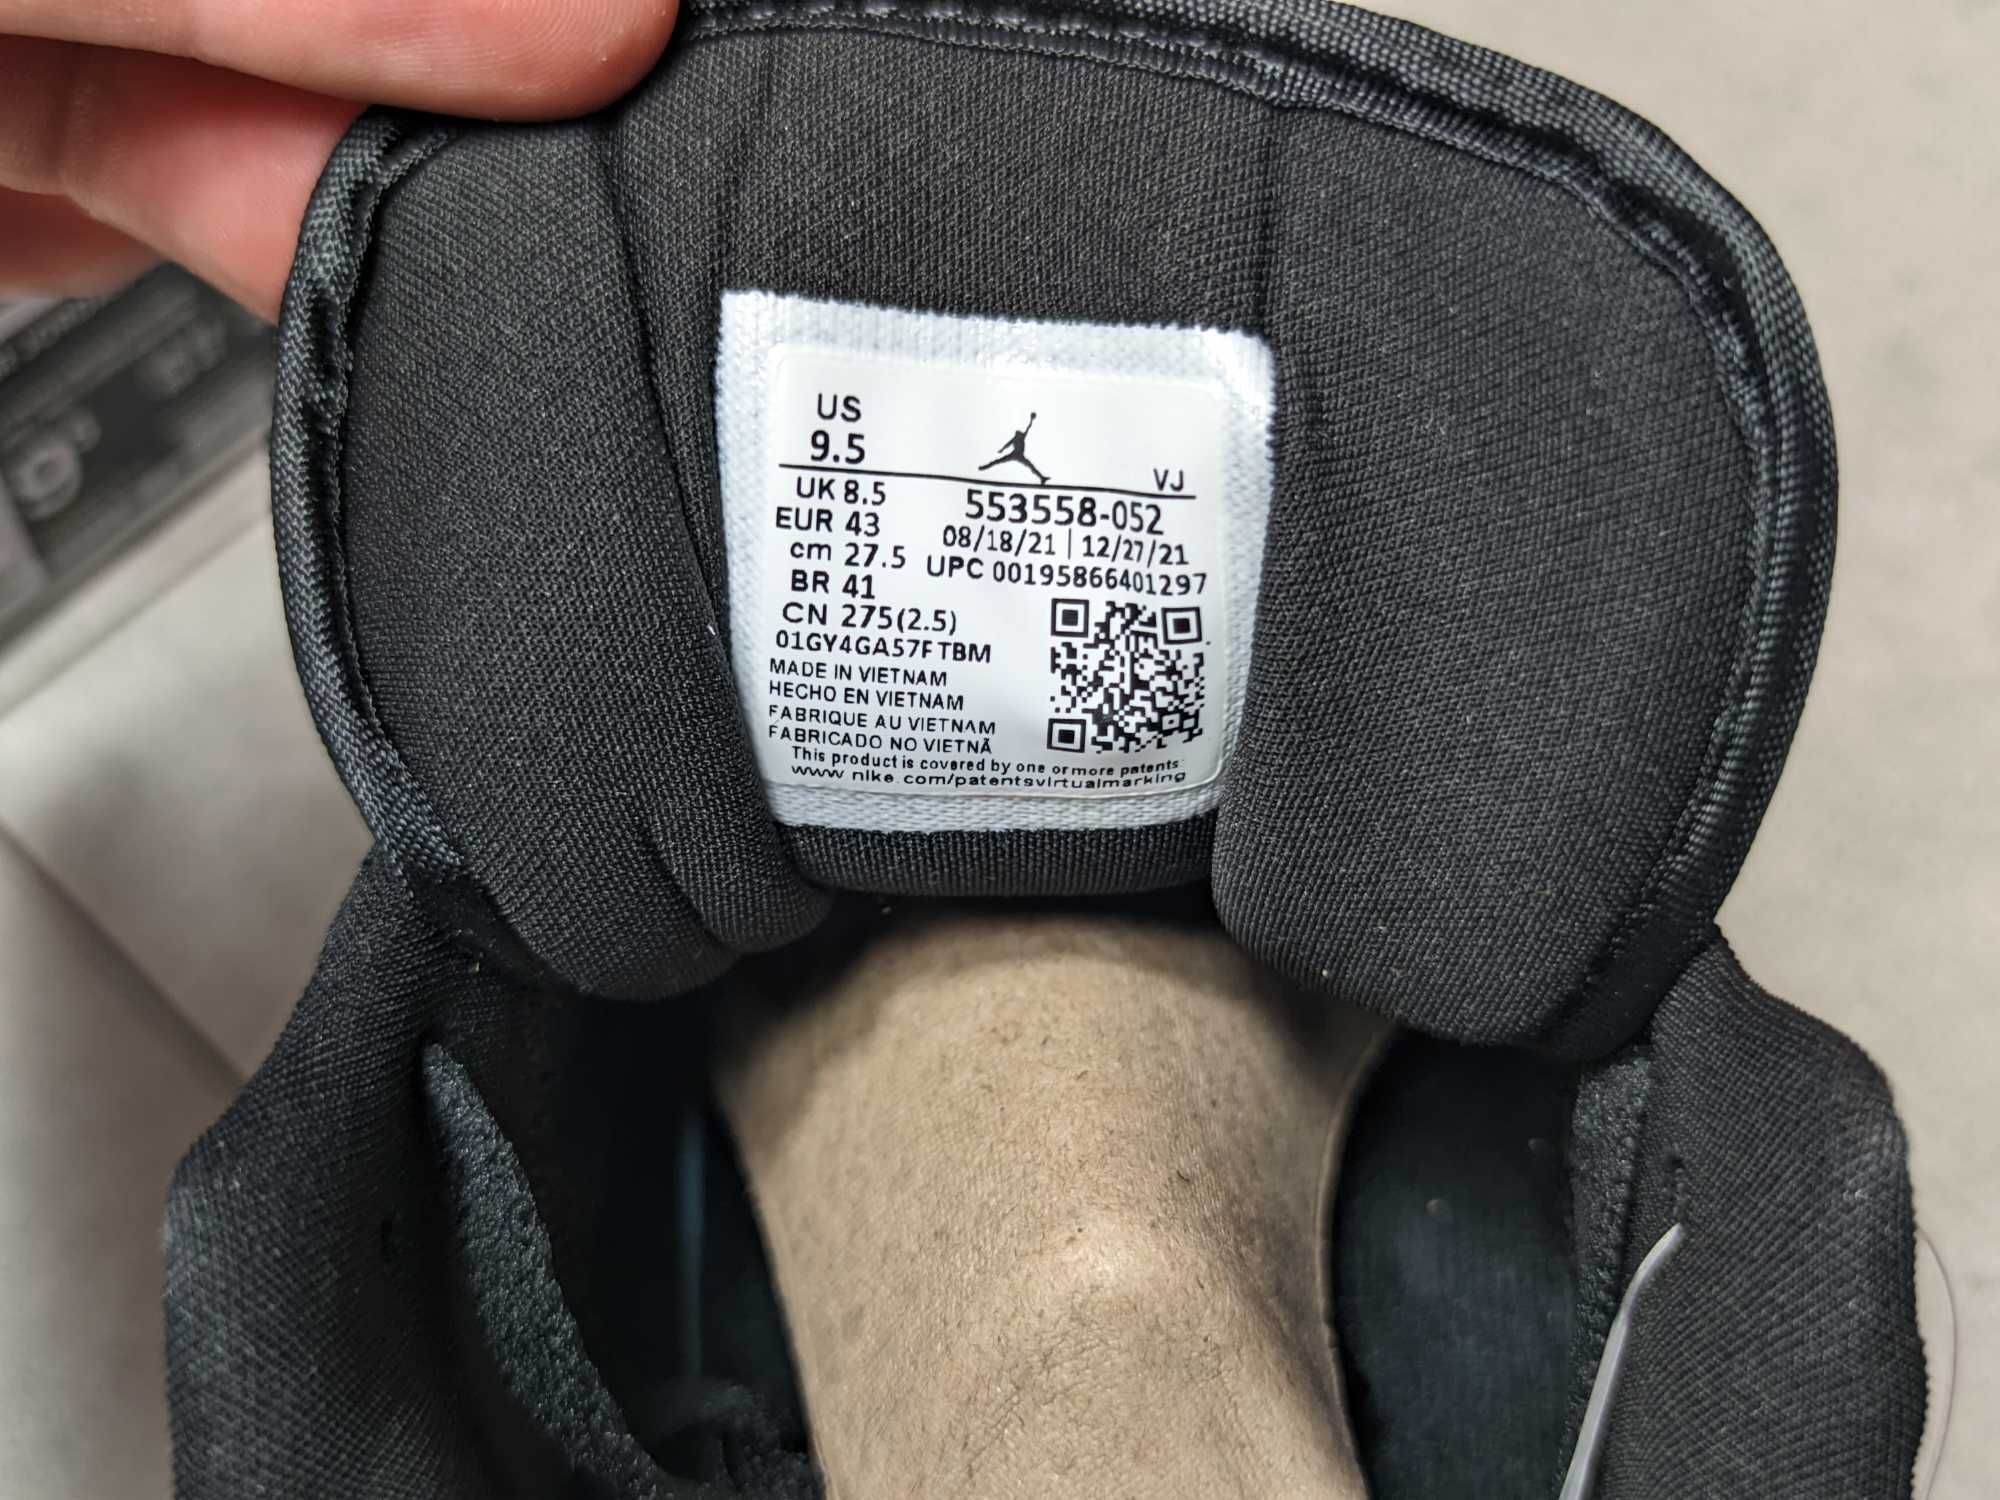 US
9.5
VJ
UK 8.5
553558-052
EUR 43
08/18/21 | 12/27/21
cm 27.5
UPC 00195866401297
BR 41
CN 275(2.5)
01GY4GA57FTBM
MADE IN VIETNAM
HECHO EN VIETNAM
FABRIQUE AU VIETNAM
FABRICADO NO VIETNÃ
This product is covered by one or more patents
www nike.com/patentsvirtualmarking